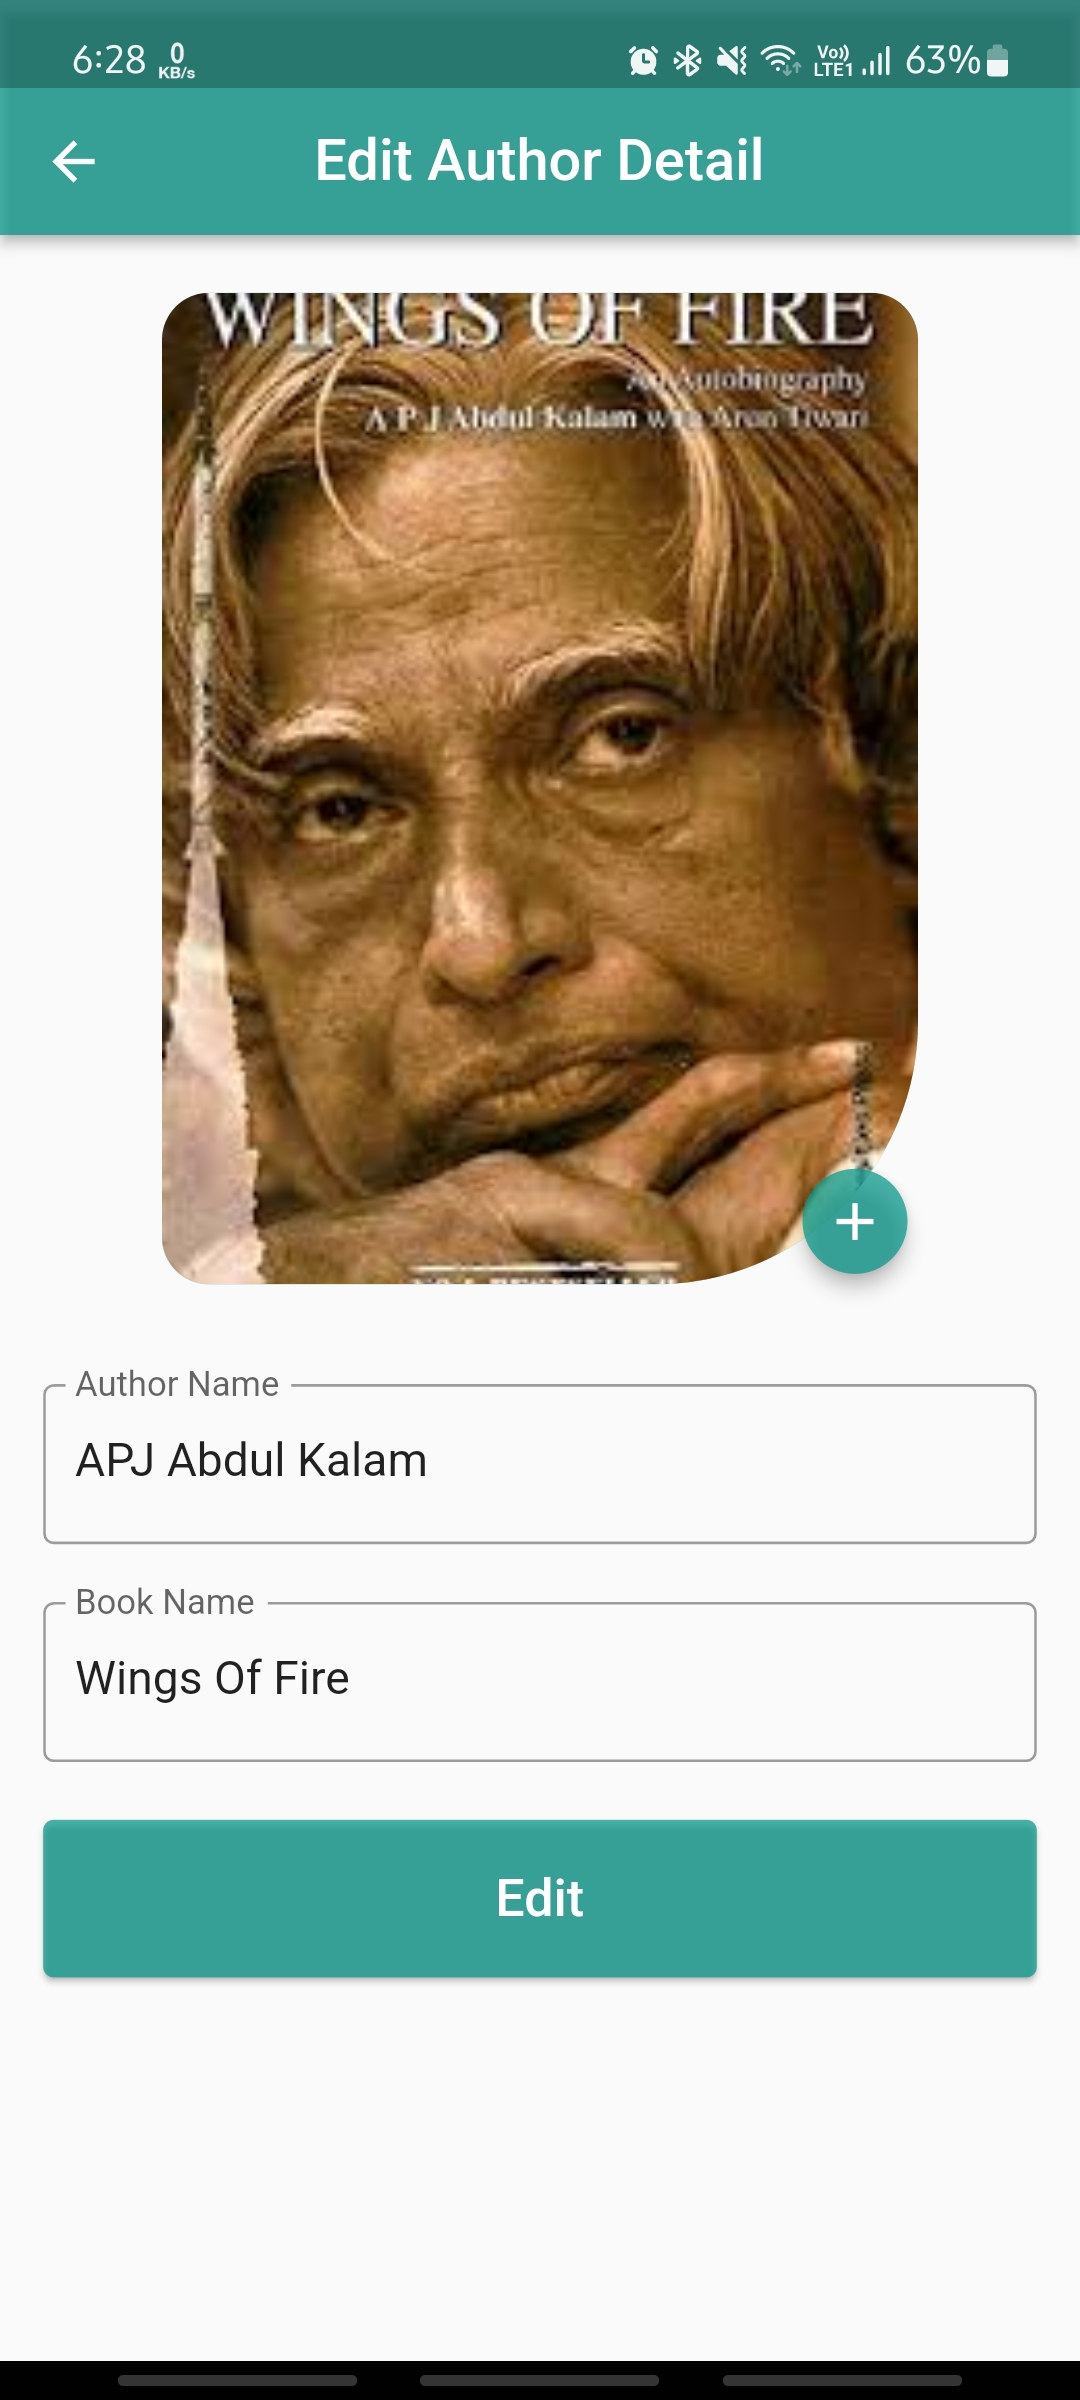 6:28 0 KB/s Vo)) LTE1 63%
Edit Author Detail
WINGS OF FIRE
An Autobiography
A P J Abdul Kalam with Arun Tiwari
Author Name
APJ Abdul Kalam
Book Name
Wings Of Fire
Edit